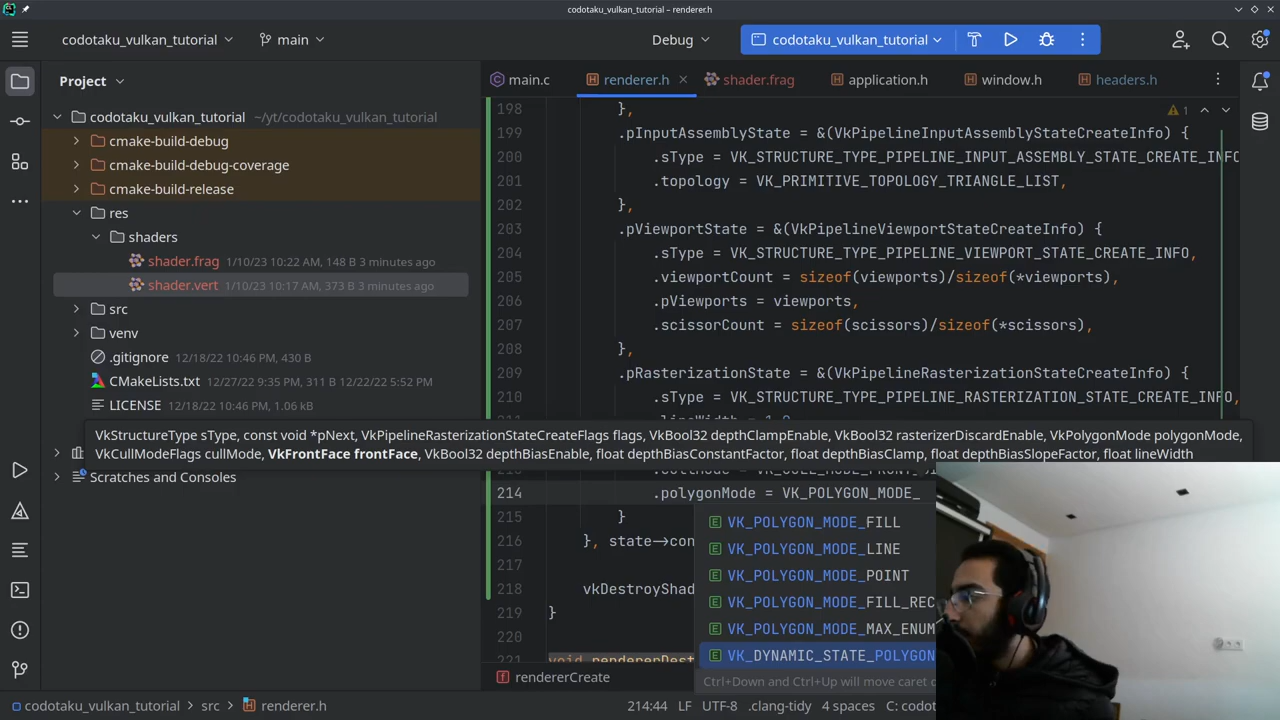 codotaku_vulkan_tutorial – renderer.h
codotaku_vulkan_tutorial
main
Debug
codotaku_vulkan_tutorial
Project
main.c
renderer.h
shader.frag
application.h
window.h
headers.h
codotaku_vulkan_tutorial ~/yt/codotaku_vulkan_tutorial
cmake-build-debug
cmake-build-debug-coverage
cmake-build-release
res
shaders
shader.frag 1/10/23 10:22 AM, 148 B 3 minutes ago
shader.vert 1/10/23 10:17 AM, 373 B 3 minutes ago
src
venv
.gitignore 12/18/22 10:46 PM, 430 B
CMakeLists.txt 12/27/22 9:35 PM, 311 B 12/22/22 5:52 PM
LICENSE 12/18/22 10:46 PM, 1.06 kB
Scratches and Consoles
1
198 },
199 .pInputAssemblyState = &(VkPipelineInputAssemblyStateCreateInfo) {
200 .sType = VK_STRUCTURE_TYPE_PIPELINE_INPUT_ASSEMBLY_STATE_CREATE_INFO
201 .topology = VK_PRIMITIVE_TOPOLOGY_TRIANGLE_LIST,
202 },
203 .pViewportState = &(VkPipelineViewportStateCreateInfo) {
204 .sType = VK_STRUCTURE_TYPE_PIPELINE_VIEWPORT_STATE_CREATE_INFO,
205 .viewportCount = sizeof(viewports)/sizeof(*viewports),
206 .pViewports = viewports,
207 .scissorCount = sizeof(scissors)/sizeof(*scissors),
208 },
209 .pRasterizationState = &(VkPipelineRasterizationStateCreateInfo) {
210 .sType = VK_STRUCTURE_TYPE_PIPELINE_RASTERIZATION_STATE_CREATE_INFO,
VkStructureType sType, const void *pNext, VkPipelineRasterizationStateCreateFlags flags, VkBool32 depthClampEnable, VkBool32 rasterizerDiscardEnable, VkPolygonMode polygonMode,
VkCullModeFlags cullMode, VkFrontFace frontFace, VkBool32 depthBiasEnable, float depthBiasConstantFactor, float depthBiasClamp, float depthBiasSlopeFactor, float lineWidth
214 .polygonMode = VK_POLYGON_MODE_
215 }
216 }, state->con
217
218 vkDestroyShad
219 }
220
221 void rendererDest
VK_POLYGON_MODE_FILL
VK_POLYGON_MODE_LINE
VK_POLYGON_MODE_POINT
VK_POLYGON_MODE_FILL_REC
VK_POLYGON_MODE_MAX_ENUM
VK_DYNAMIC_STATE_POLYGON
Ctrl+Down and Ctrl+Up will move caret d
rendererCreate
codotaku_vulkan_tutorial
src
renderer.h
214:44 LF UTF-8 .clang-tidy 4 spaces C: codot